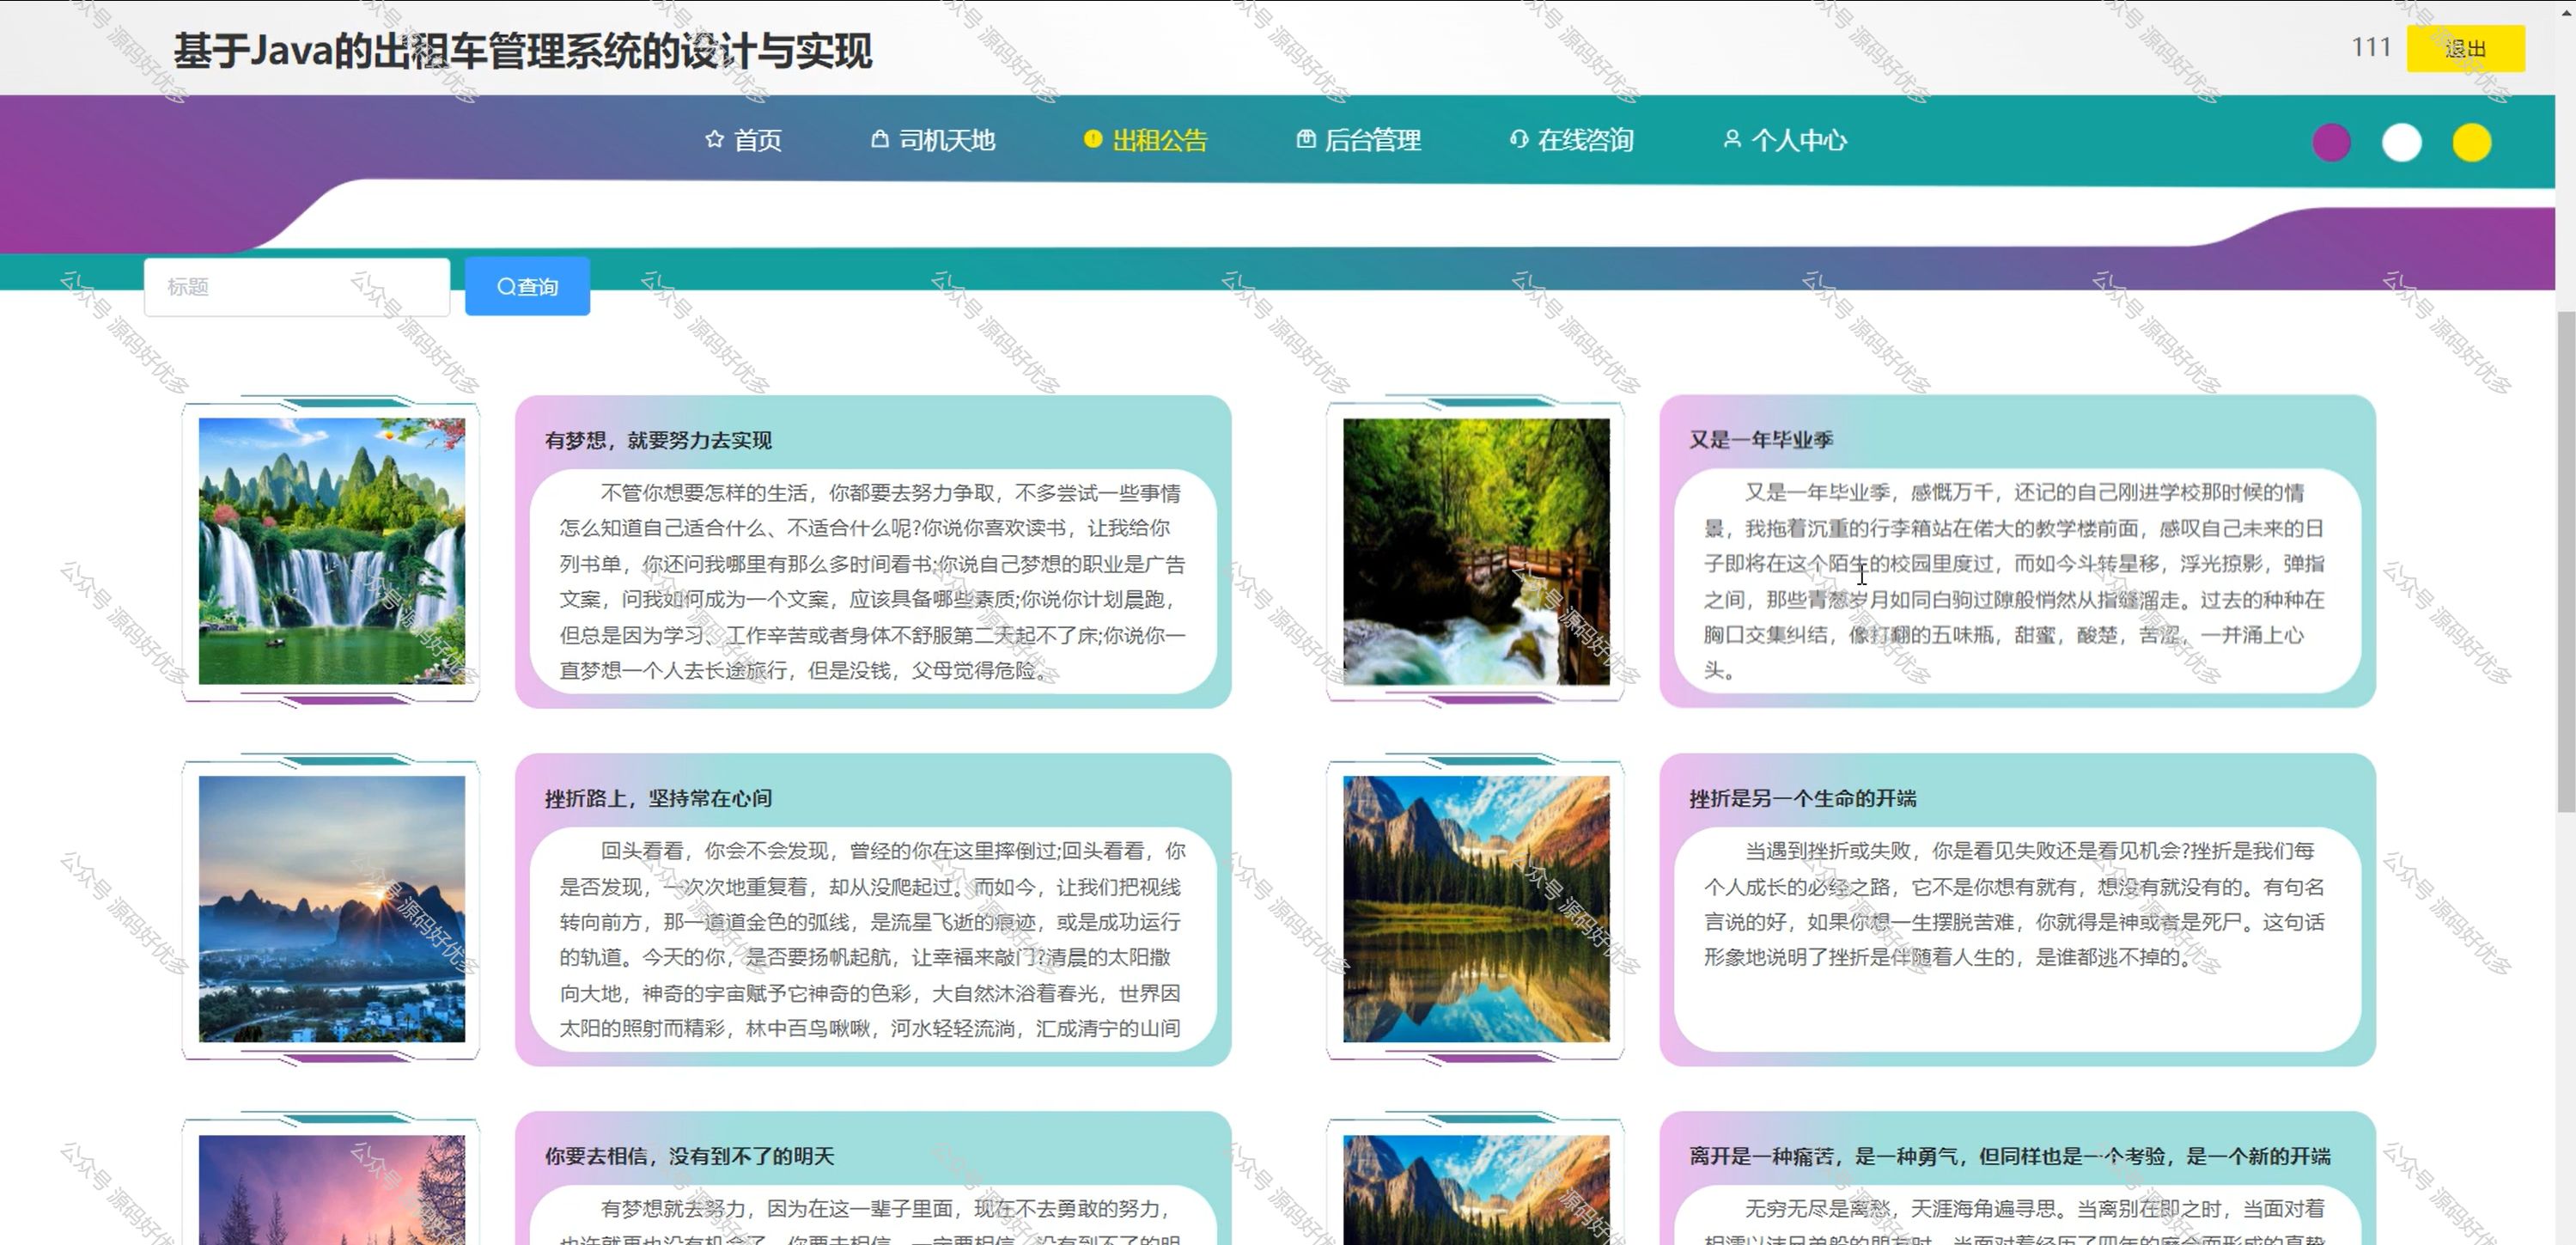 基于Java的出租车管理系统的设计与实现
111
退出
首页
司机天地
出租公告
后台管理
在线咨询
个人中心
标题
查询
有梦想，就要努力去实现
不管你想要怎样的生活，你都要去努力争取，不多尝试一些事情
怎么知道自己适合什么、不适合什么呢?你说你喜欢读书，让我给你
列书单，你还问我哪里有那么多时间看书;你说自己梦想的职业是广告
文案，问我如何成为一个文案，应该具备哪些素质;你说你计划晨跑，
但总是因为学习、工作辛苦或者身体不舒服第二天起不了床;你说你一
直梦想一个人去长途旅行，但是没钱，父母觉得危险。
又是一年毕业季
又是一年毕业季，感慨万千，还记的自己刚进学校那时候的情
景，我拖着沉重的行李箱站在偌大的教学楼前面，感叹自己未来的日
子即将在这个陌生的校园里度过，而如今斗转星移，浮光掠影，弹指
之间，那些青葱岁月如同白驹过隙般悄然从指缝溜走。过去的种种在
胸口交集纠结，像打翻的五味瓶，甜蜜，酸楚，苦涩，一并涌上心
头。
挫折路上，坚持常在心间
回头看看，你会不会发现，曾经的你在这里摔倒过;回头看看，你
是否发现，一次次地重复着，却从没爬起过。而如今，让我们把视线
转向前方，那一道道金色的弧线，是流星飞逝的痕迹，或是成功运行
的轨道。今天的你，是否要扬帆起航，让幸福来敲门?清晨的太阳撒
向大地，神奇的宇宙赋予它神奇的色彩，大自然沐浴着春光，世界因
太阳的照射而精彩，林中百鸟啾啾，河水轻轻流淌，汇成清宁的山间
挫折是另一个生命的开端
当遇到挫折或失败，你是看见失败还是看见机会?挫折是我们每
个人成长的必经之路，它不是你想有就有，想没有就没有的。有句名
言说的好，如果你想一生摆脱苦难，你就得是神或者是死尸。这句话
形象地说明了挫折是伴随着人生的，是谁都逃不掉的。
你要去相信，没有到不了的明天
有梦想就去努力，因为在这一辈子里面，现在不去勇敢的努力，
离开是一种痛苦，是一种勇气，但同样也是一个考验，是一个新的开端
无穷无尽是离愁，天涯海角遍寻思。当离别在即之时，当面对着
公众号 源码好优多